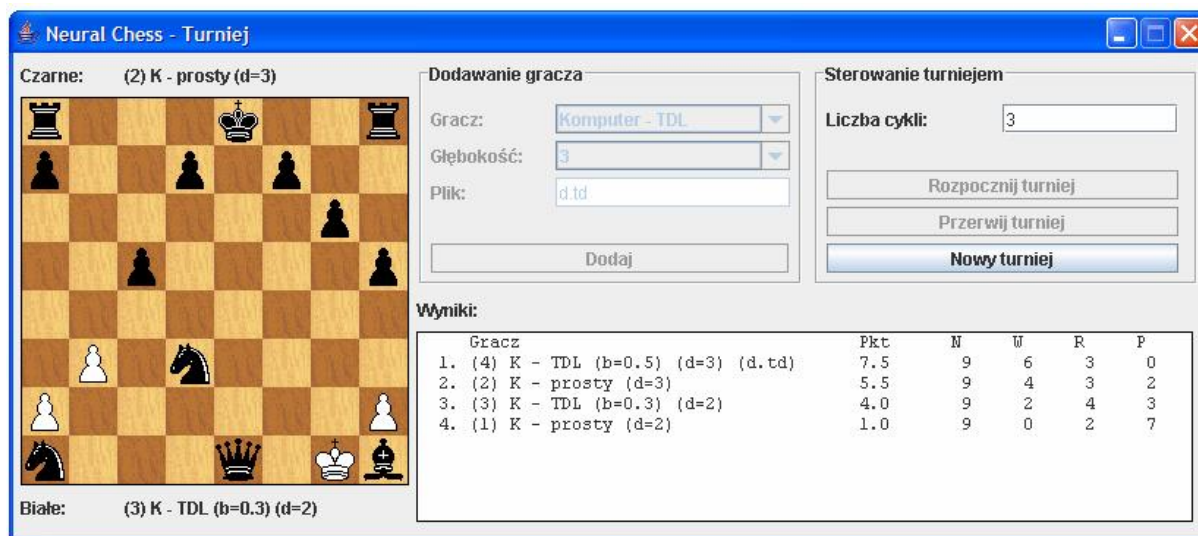 Neural Chess - Turniej
Czarne: (2) K - prosty (d=3)
Dodawanie gracza
Gracz: Komputer - TDL
Głębokość: 3
Plik: d.td
Dodaj
Sterowanie turniejem
Liczba cykli: 3
Rozpocznij turniej
Przerwij turniej
Nowy turniej
Wyniki:
Gracz Pkt N W R P
1. (4) K - TDL (b=0.5) (d=3) (d.td) 7.5 9 6 3 0
2. (2) K - prosty (d=3) 5.5 9 4 3 2
3. (3) K - TDL (b=0.3) (d=2) 4.0 9 2 4 3
4. (1) K - prosty (d=2) 1.0 9 0 2 7
Białe: (3) K - TDL (b=0.3) (d=2)